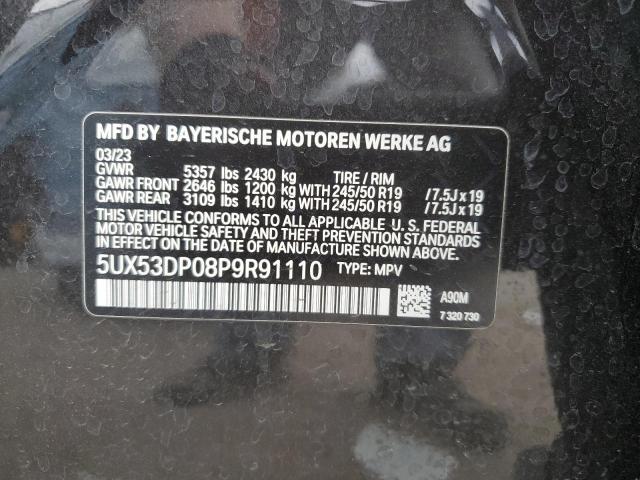 MFD BY BAYERISCHE MOTOREN WERKE AG
03/23
GVWR 5357 lbs 2430 kg TIRE / RIM
GAWR FRONT 2646 lbs 1200 kg WITH 245/50 R19 / 7.5J x 19
GAWR REAR 3109 lbs 1410 kg WITH 245/50 R19 / 7.5J x 19
THIS VEHICLE CONFORMS TO ALL APPLICABLE U. S. FEDERAL
MOTOR VEHICLE SAFETY AND THEFT PREVENTION STANDARDS
IN EFFECT ON THE DATE OF MANUFACTURE SHOWN ABOVE.
5UX53DP08P9R91110 TYPE: MPV
A90M
7 320 730